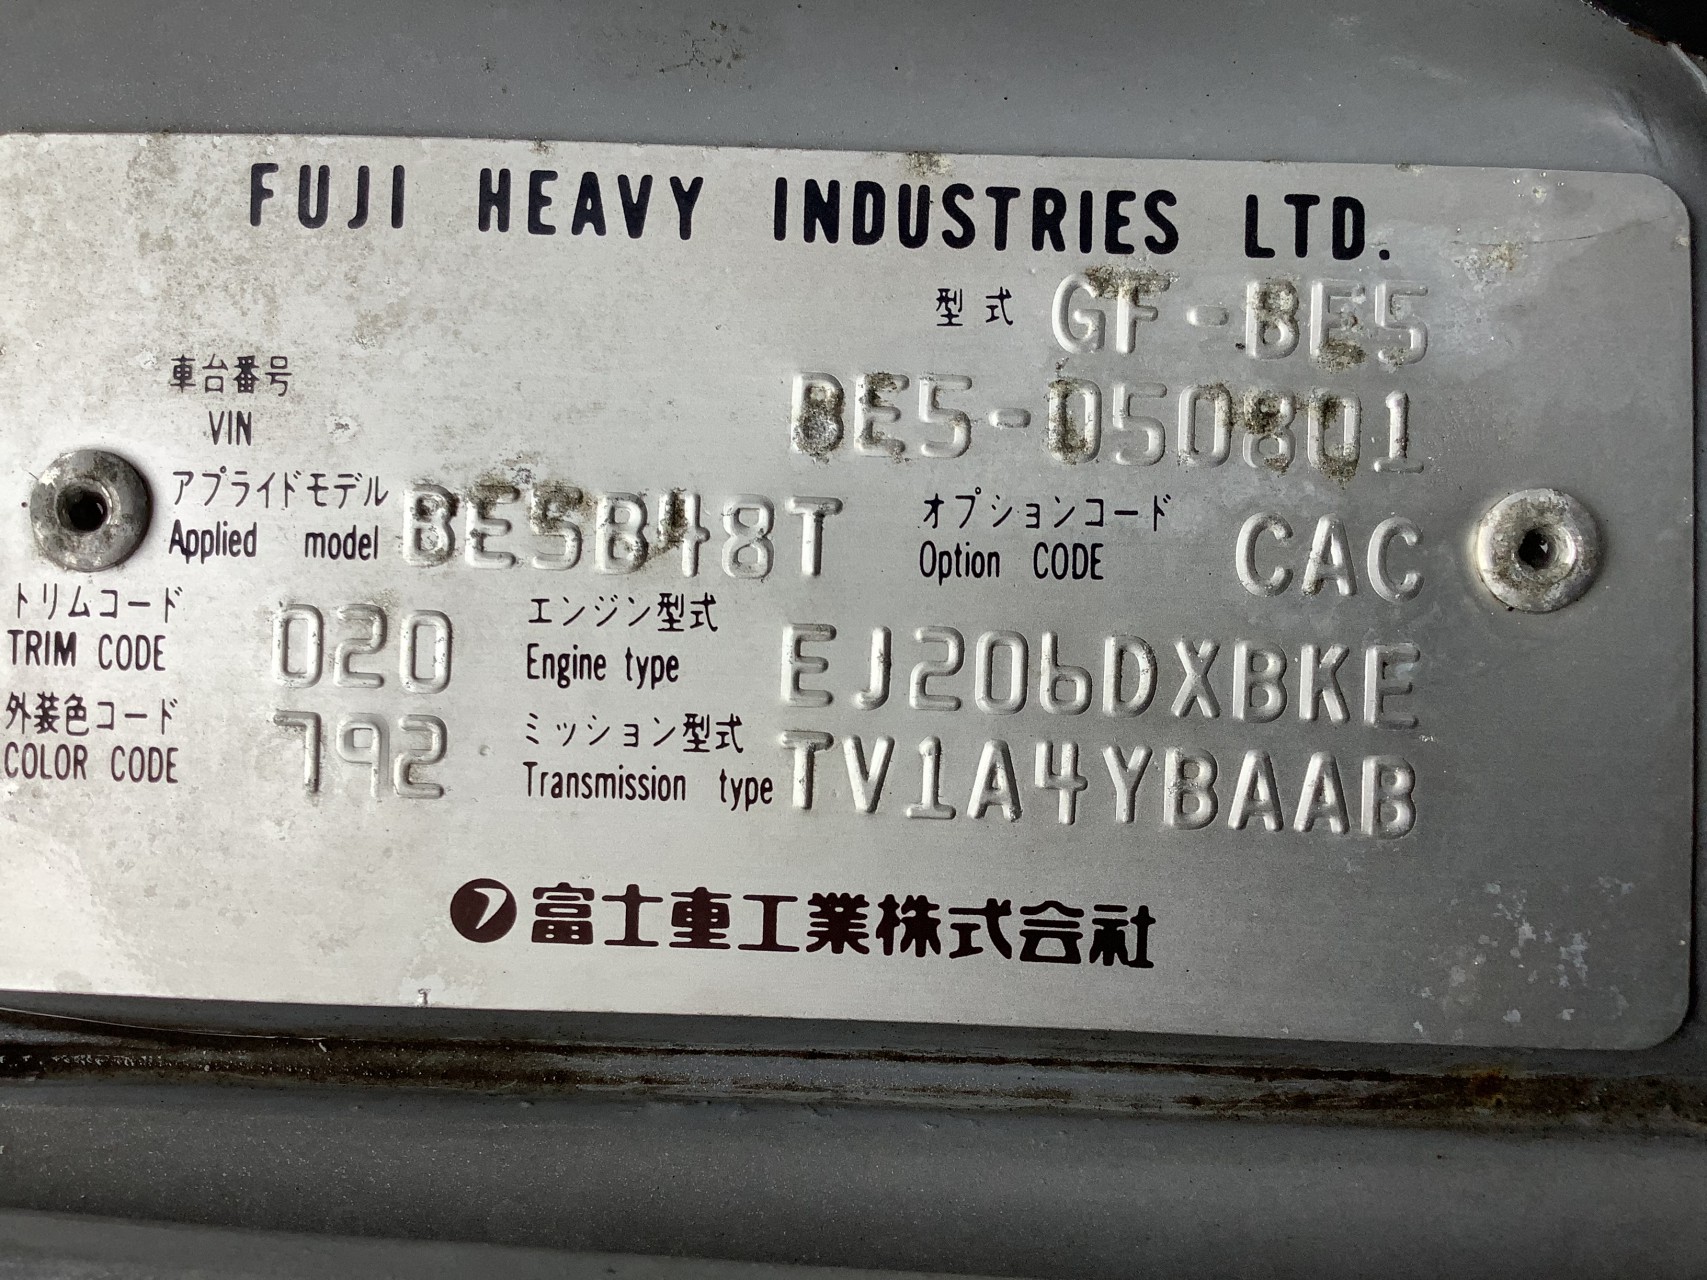 FUJI HEAVY INDUSTRIES LTD.
型式 GF-BE5
車台番号
VIN
BE5-050801
アプライドモデル
Applied model
BE5B48T
オプションコード
Option CODE
CAC
トリムコード
TRIM CODE
020
エンジン型式
Engine type
EJ206DXBKE
外装色コード
COLOR CODE
792
ミッション型式
Transmission type
TV1A4YBAAB
富士重工業株式会社